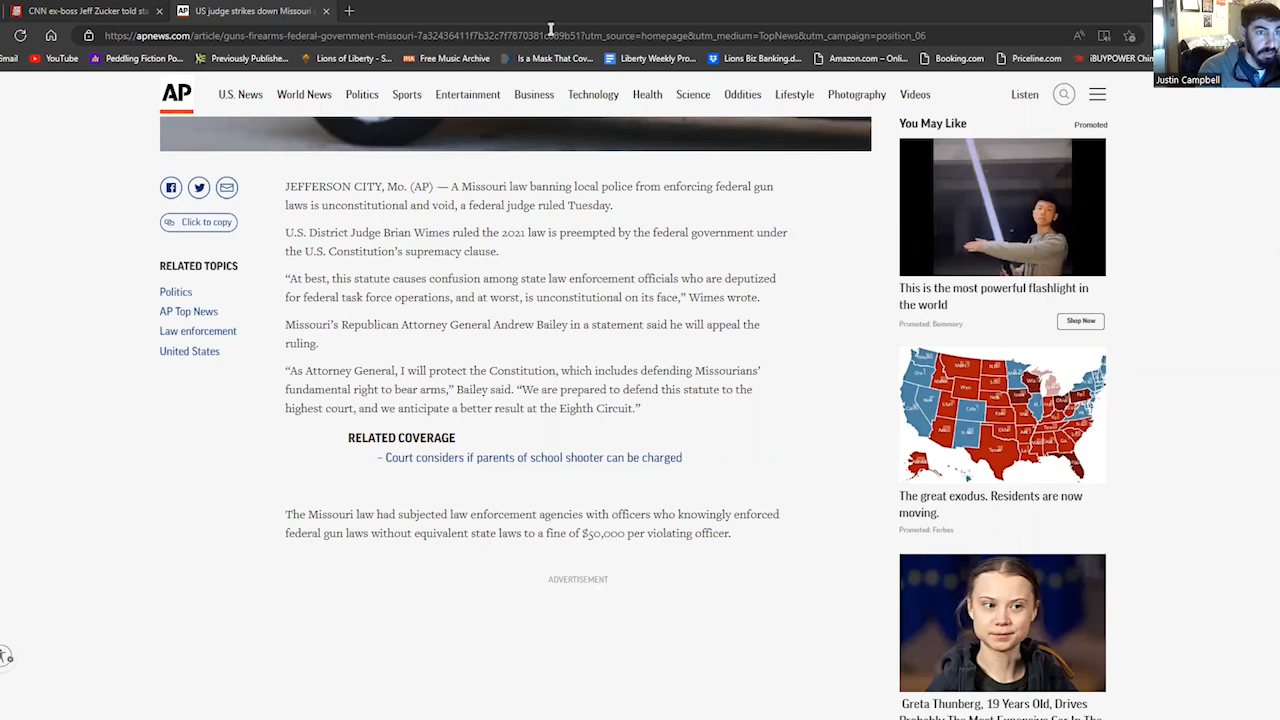 CNN ex-boss Jeff Zucker told sta
US judge strikes down Missouri
https://apnews.com/article/guns-firearms-federal-government-missouri-7a32436411f7b32c7f7870381c
utm_source=homepage&utm_medium=TopNews&utm_campaign=position_06
Gmail
YouTube
Peddling Fiction Po...
Previously Publishe...
Lions of Liberty - S...
Free Music Archive
Is a Mask That Cov...
Liberty Weekly Pro...
Lions Biz Banking.d...
Amazon.com – Onli...
Booking.com
Priceline.com
iBUYPOWER Chim
Justin Campbell
AP
U.S. News
World News
Politics
Sports
Entertainment
Business
Technology
Health
Science
Oddities
Lifestyle
Photography
Videos
Listen
Click to copy
RELATED TOPICS
Politics
AP Top News
Law enforcement
United States
JEFFERSON CITY, Mo. (AP) — A Missouri law banning local police from enforcing federal gun
laws is unconstitutional and void, a federal judge ruled Tuesday.
U.S. District Judge Brian Wimes ruled the 2021 law is preempted by the federal government under
the U.S. Constitution’s supremacy clause.
“At best, this statute causes confusion among state law enforcement officials who are deputized
for federal task force operations, and at worst, is unconstitutional on its face,” Wimes wrote.
Missouri’s Republican Attorney General Andrew Bailey in a statement said he will appeal the
ruling.
“As Attorney General, I will protect the Constitution, which includes defending Missourians’
fundamental right to bear arms,” Bailey said. “We are prepared to defend this statute to the
highest court, and we anticipate a better result at the Eighth Circuit.”
RELATED COVERAGE
– Court considers if parents of school shooter can be charged
The Missouri law had subjected law enforcement agencies with officers who knowingly enforced
federal gun laws without equivalent state laws to a fine of $50,000 per violating officer.
ADVERTISEMENT
You May Like
Promoted
This is the most powerful flashlight in
the world
Promoted: Bommory
Shop Now
The great exodus. Residents are now
moving.
Promoted: Forbes
Greta Thunberg, 19 Years Old, Drives
Probably The Most Expensive Car In The